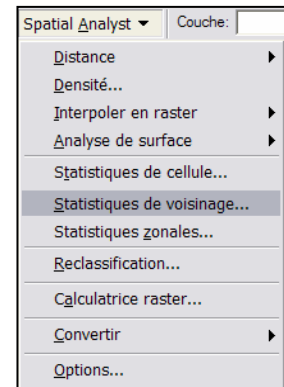 Spatial Analyst Couche:
Distance
Densité...
Interpoler en raster
Analyse de surface
Statistiques de cellule...
Statistiques de voisinage...
Statistiques zonales...
Reclassification...
Calculatrice raster...
Convertir
Options...